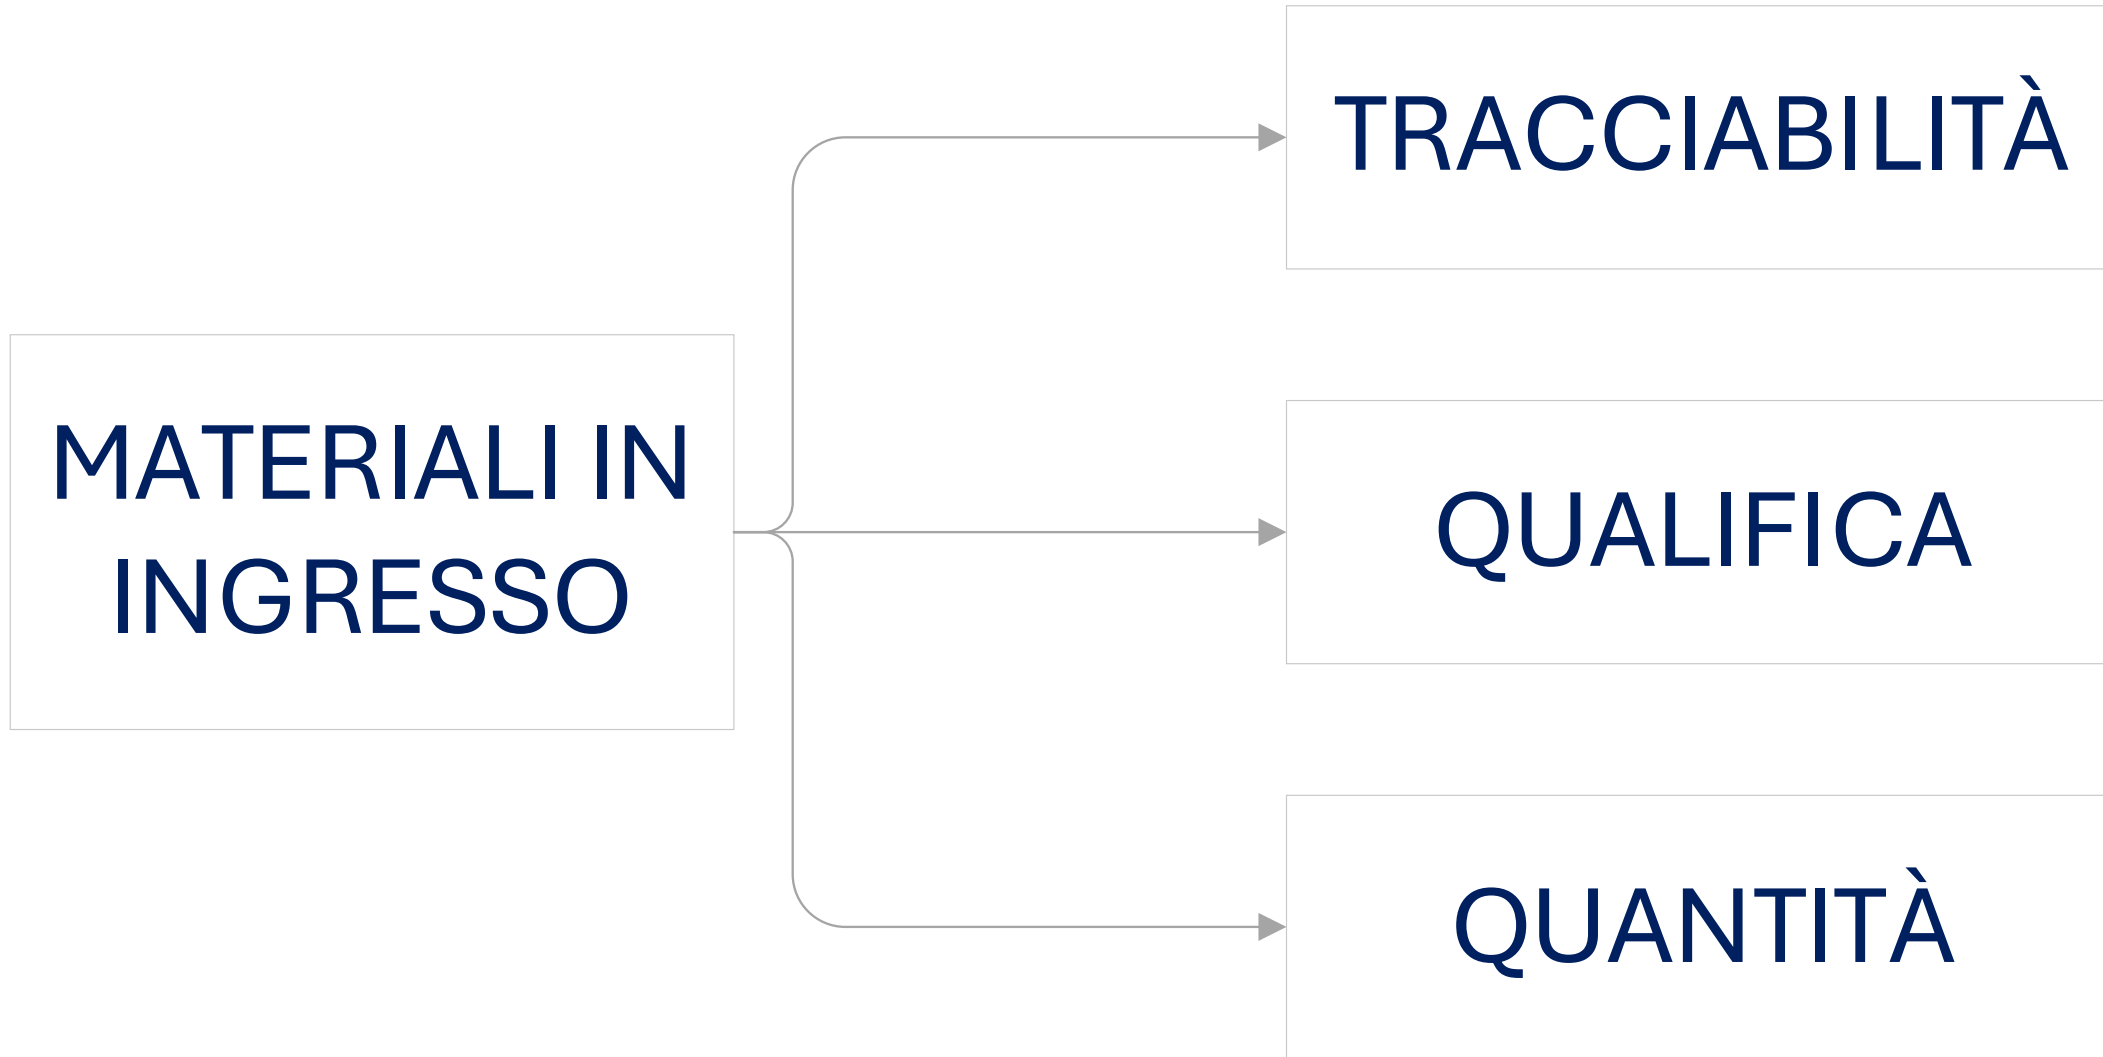 MATERIALI IN
INGRESSO
TRACCIABILITÀ
QUALIFICA
QUANTITÀ